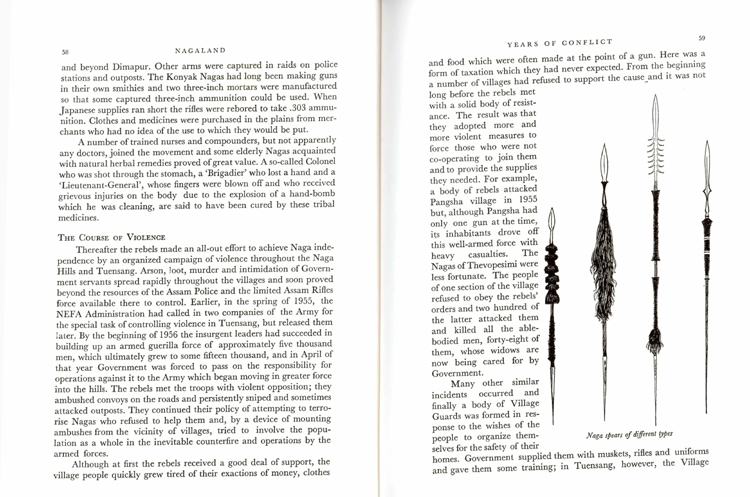 58
NAGALAND
and beyond Dimapur. Other arms were captured in raids on police
stations and outposts. The Konyak Nagas had long been making guns
in their own smithies and two three-inch mortars were manufactured
so that some captured three-inch ammunition could be used. When
Japanese supplies ran short the rifles were rebored to take .303 ammu-
nition. Clothes and medicines were purchased in the plains from mer-
chants who had no idea of the use to which they would be put.
A number of trained nurses and compounders, but not apparently
any doctors, joined the movement and some elderly Nagas acquainted
with natural herbal remedies proved of great value. A so-called Colonel
who was shot through the stomach, a 'Brigadier' who lost a hand and a
'Lieutenant-General', whose fingers were blown off and who received
grievous injuries on the body due to the explosion of a hand-bomb
which he was cleaning, are said to have been cured by these tribal
medicines.
THE COURSE OF VIOLENCE
Thereafter the rebels made an all-out effort to achieve Naga inde-
pendence by an organized campaign of violence throughout the Naga
Hills and Tuensang. Arson, loot, murder and intimidation of Govern-
ment servants spread rapidly throughout the villages and soon proved
beyond the resources of the Assam Police and the limited Assam Rifles
force available there to control. Earlier, in the spring of 1955, the
NEFA Administration had called in two companies of the Army for
the special task of controlling violence in Tuensang, but released them
later. By the beginning of 1956 the insurgent leaders had succeeded in
building up an armed guerilla force of approximately five thousand
men, which ultimately grew to some fifteen thousand, and in April of
that year Government was forced to pass on the responsibility for
operations against it to the Army which began moving in greater force
into the hills. The rebels met the troops with violent opposition; they
ambushed convoys on the roads and persistently sniped and sometimes
attacked outposts. They continued their policy of attempting to terro-
rise Nagas who refused to help them and, by a device of mounting
ambushes from the vicinity of villages, tried to involve the popu-
lation as a whole in the inevitable counterfire and operations by the
armed forces.
Although at first the rebels received a good deal of support, the
village people quickly grew tired of their exactions of money, clothes
YEARS OF CONFLICT
59
and food which were often made at the point of a gun. Here was a
form of taxation which they had never expected. From the beginning
a number of villages had refused to support the cause and it was not
long before the rebels met
with a solid body of resist-
ance. The result was that
they adopted more and
more violent measures to
force those who were not
co-operating to join them
and to provide the supplies
they needed. For example,
a body of rebels attacked
Pangsha village in 1955
but, although Pangsha had
only one gun at the time,
its inhabitants drove off
this well-armed force with
heavy casualties. The
Nagas of Thevopesimi were
less fortunate. The people
of one section of the village
refused to obey the rebels'
orders and two hundred of
the latter attacked them
and killed all the able-
bodied men, forty-eight of
them, whose widows are
now being cared for by
Government.
Many other similar
incidents occurred and
finally a body of Village
Guards was formed in res-
ponse to the wishes of the
people to organize them-
selves for the safety of their
Naga spears of different types
homes. Government supplied them with muskets, rifles and uniforms
and gave them some training; in Tuensang, however, the Village